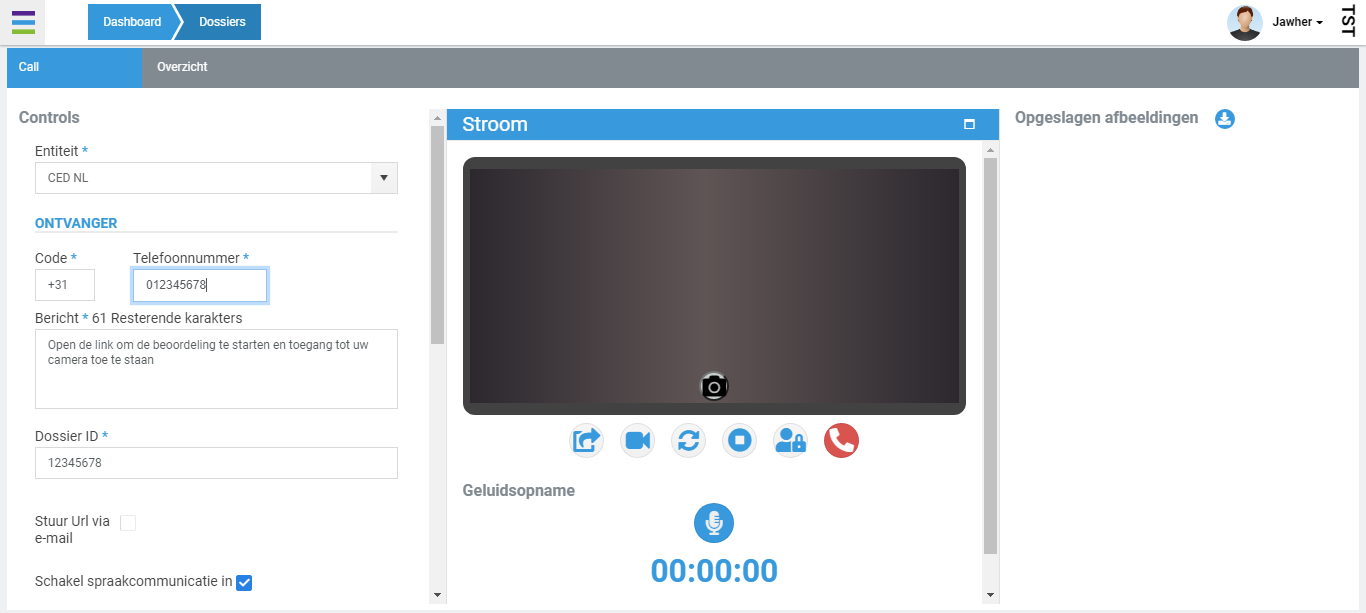 Dashboard
Dossiers
Jawher
TST
Call
Overzicht
Controls
Entiteit *
CED NL
ONTVANGER
Code *
Telefoonnummer *
+31
012345678
Bericht * 61 Resterende karakters
Open de link om de beoordeling te starten en toegang tot uw
camera toe te staan
Dossier ID *
12345678
Stuur Url via
e-mail
Schakel spraakcommunicatie in
Stroom
Geluidsopname
00:00:00
Opgeslagen afbeeldingen